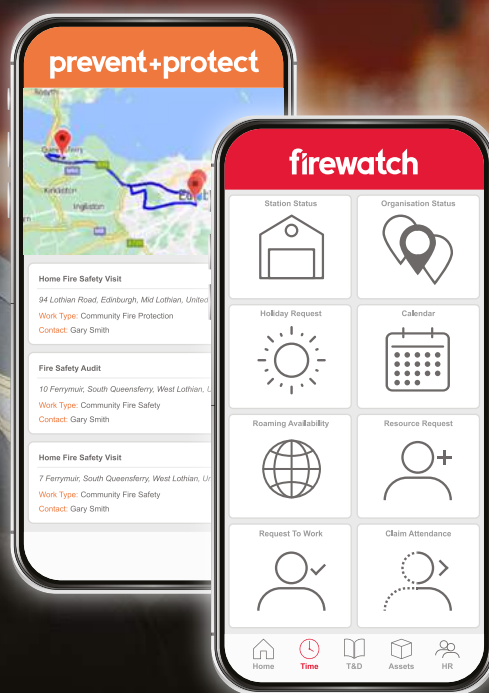 prevent+protect
Queensferry
Kirkliston
Ingliston
Home Fire Safety Visit
94 Lothian Road, Edinburgh, Mid Lothian, United
Work Type: Community Fire Protection
Contact: Gary Smith
Fire Safety Audit
10 Ferrymuir, South Queensferry, West Lothian, U
Work Type: Community Fire Safety
Contact: Gary Smith
Home Fire Safety Visit
7 Ferrymuir, South Queensferry, West Lothian, Un
Work Type: Community Fire Safety
Contact: Gary Smith
firewatch
Station Status
Organisation Status
Holiday Request
Calendar
Roaming Availability
Resource Request
Request To Work
Claim Attendance
Home Time T&D Assets HR